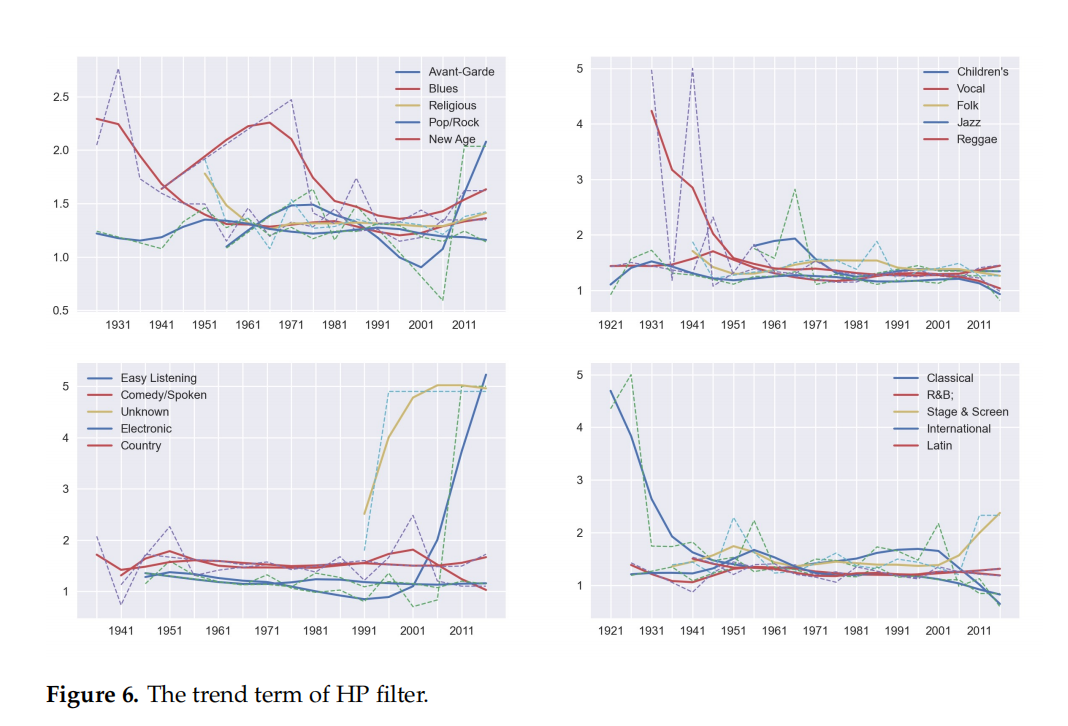 2.5
2.0
1.5
1.0
0.5
Avant-Garde
Blues
Religious
Pop/Rock
New Age
1931 1941 1951 1961 1971 1981 1991 2001 2011
5
4
3
2
1
Children's
Vocal
Folk
Jazz
Reggae
1921 1931 1941 1951 1961 1971 1981 1991 2001 2011
5
4
3
2
1
Easy Listening
Comedy/Spoken
Unknown
Electronic
Country
1941 1951 1961 1971 1981 1991 2001 2011
5
4
3
2
1
Classical
R&B;
Stage & Screen
International
Latin
1921 1931 1941 1951 1961 1971 1981 1991 2001 2011
Figure 6. The trend term of HP filter.